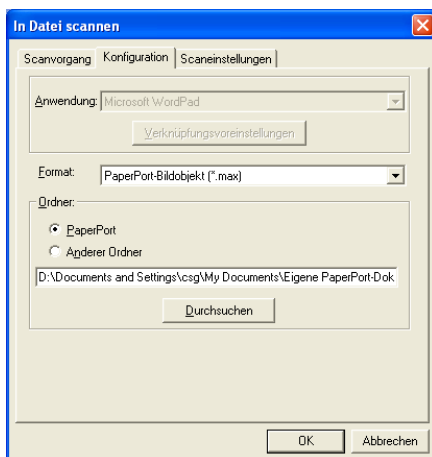 In Datei scannen
Scanvorgang Konfiguration Scaneinstellungen
Anwendung: Microsoft WordPad
Verknüpfungsvoreinstellungen
Format: PaperPort-Bildobjekt (*.max)
Ordner:
PaperPort
Anderer Ordner
D:\Documents and Settings\csg\My Documents\Eigene PaperPort-Dok
Durchsuchen
OK Abbrechen